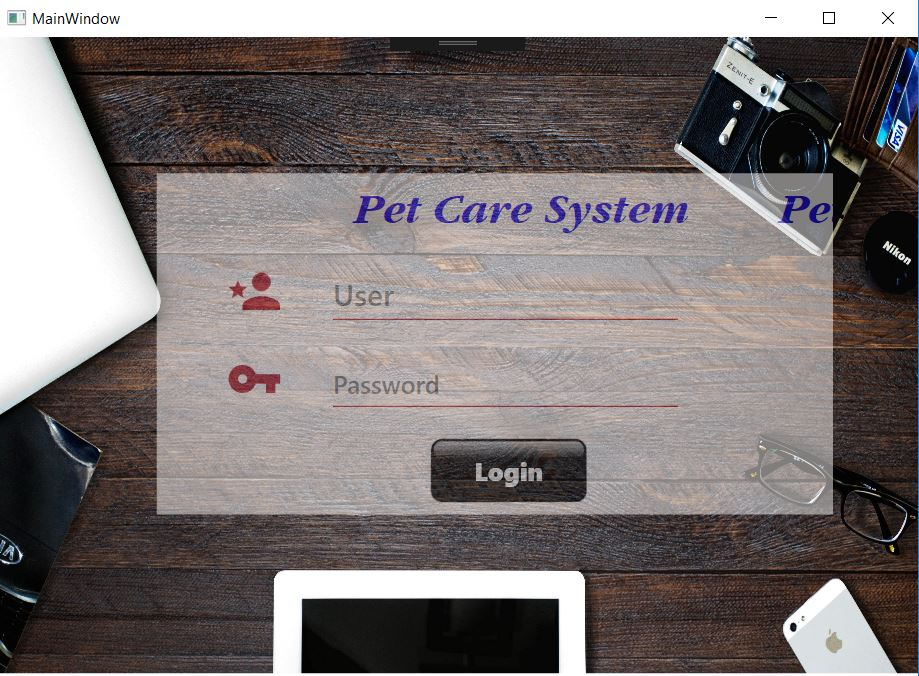 MainWindow
ZENIT-E
VISA
Pet Care System
Pe
Nikon
User
Password
Login